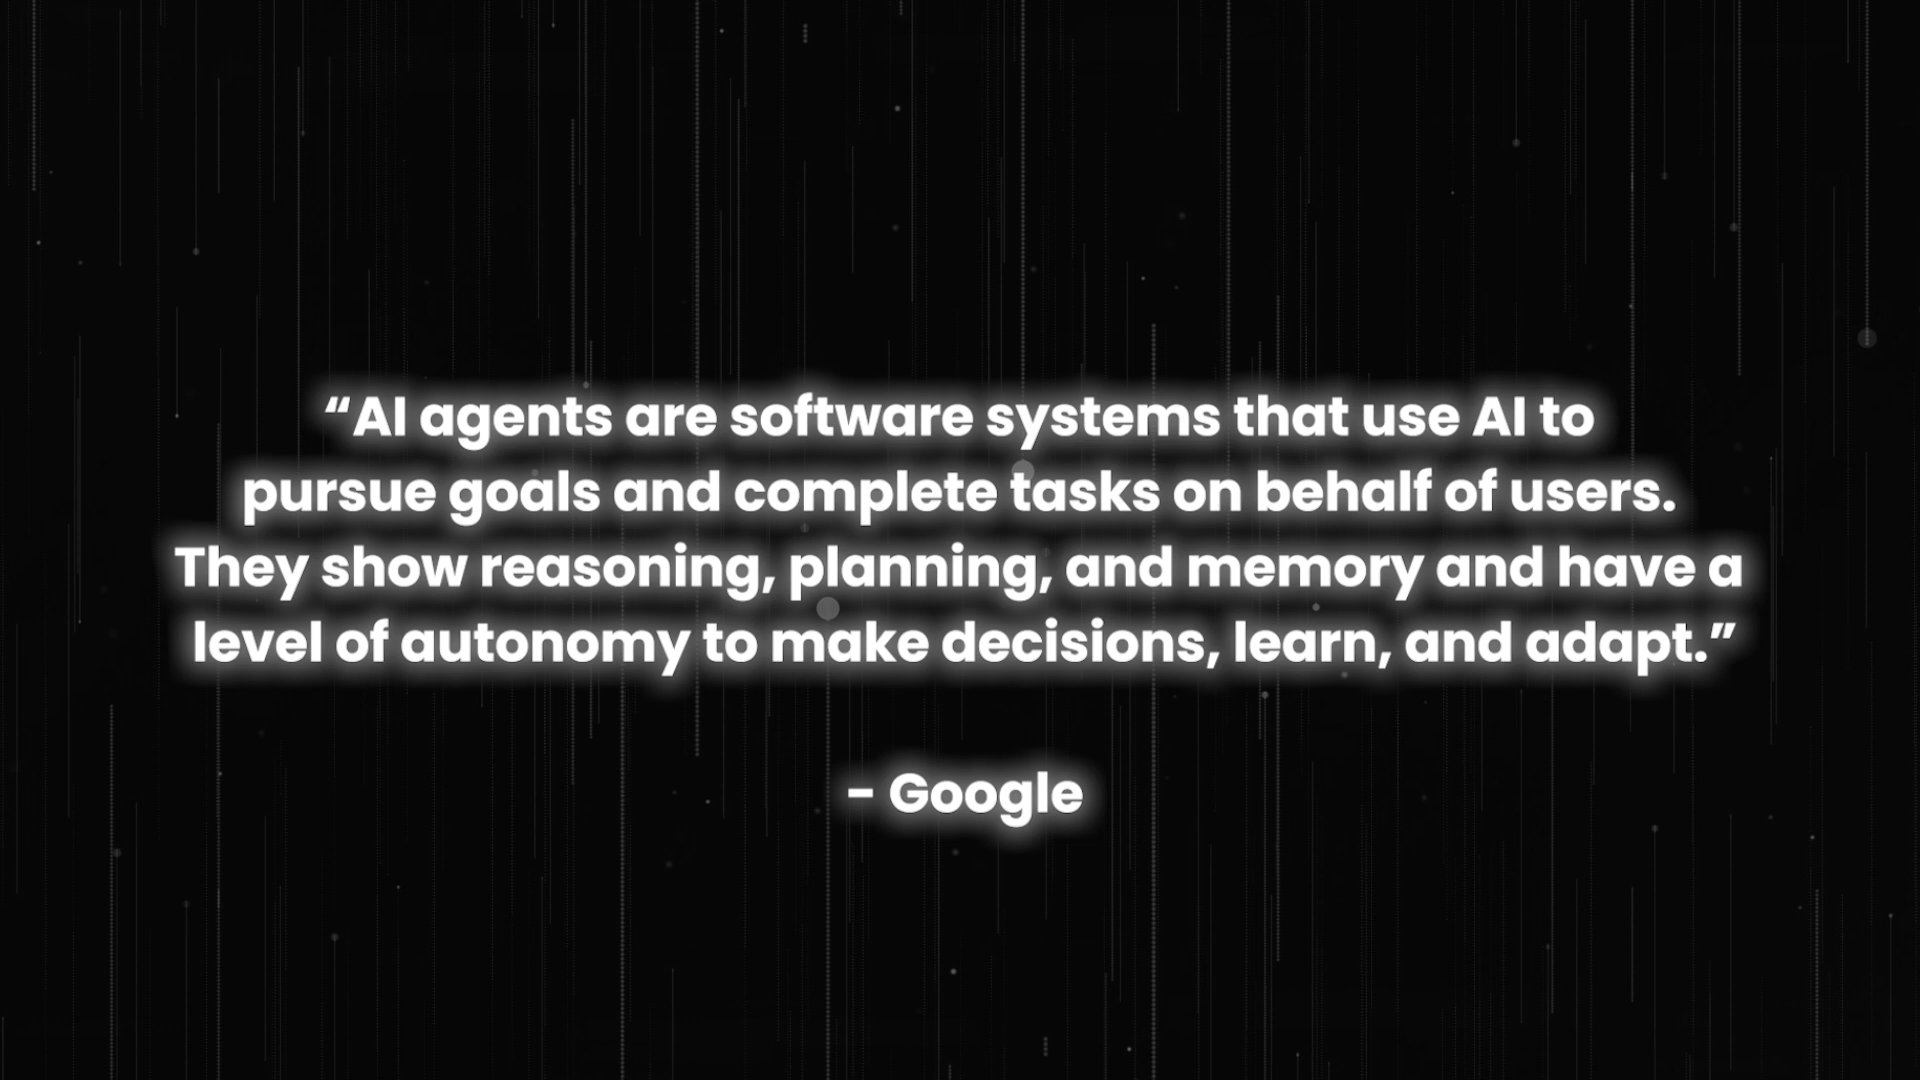 “AI agents are software systems that use AI to
pursue goals and complete tasks on behalf of users.
They show reasoning, planning, and memory and have a
level of autonomy to make decisions, learn, and adapt.”
- Google